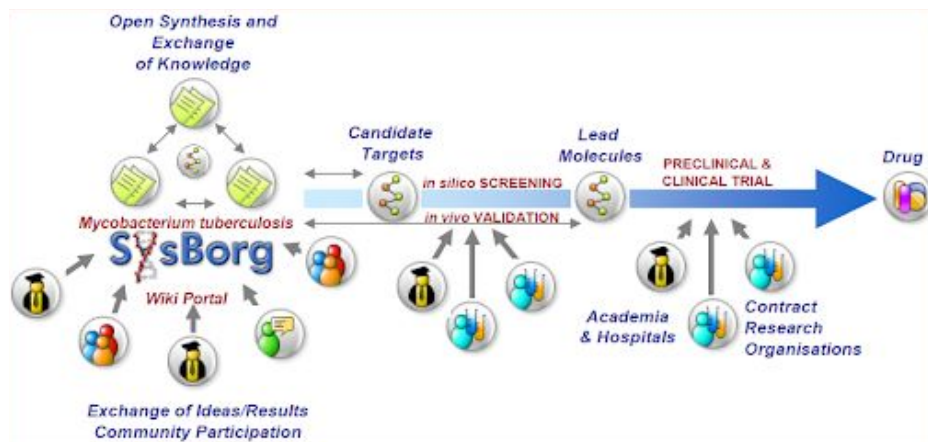 Open Synthesis and
Exchange
of Knowledge
Candidate
Targets
Lead
Molecules
PRECLINICAL &
CLINICAL TRIAL
Drug
in silico SCREENING
in vivo VALIDATION
Mycobacterium tuberculosis
SysBorg
Wiki Portal
Academia
& Hospitals
Contract
Research
Organisations
Exchange of Ideas/Results
Community Participation